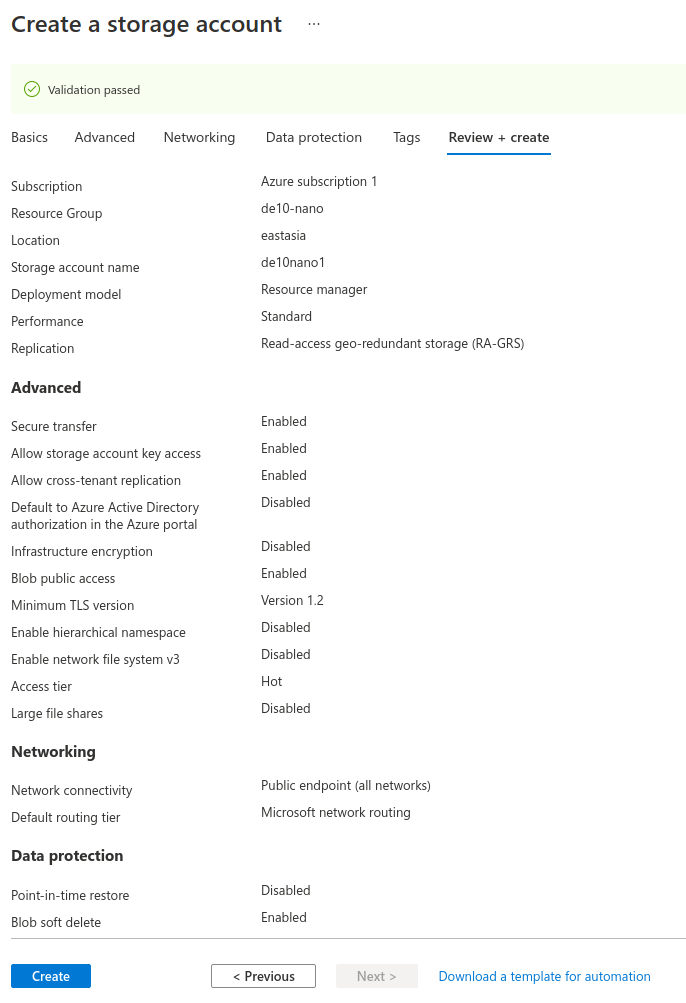 Create a storage account ...
Validation passed
Basics Advanced Networking Data protection Tags Review + create
Subscription Azure subscription 1
Resource Group de10-nano
Location eastasia
Storage account name de10nano1
Deployment model Resource manager
Performance Standard
Replication Read-access geo-redundant storage (RA-GRS)
Advanced
Secure transfer Enabled
Allow storage account key access Enabled
Allow cross-tenant replication Enabled
Default to Azure Active Directory Disabled
authorization in the Azure portal
Infrastructure encryption Disabled
Blob public access Enabled
Minimum TLS version Version 1.2
Enable hierarchical namespace Disabled
Enable network file system v3 Disabled
Access tier Hot
Large file shares Disabled
Networking
Network connectivity Public endpoint (all networks)
Default routing tier Microsoft network routing
Data protection
Point-in-time restore Disabled
Blob soft delete Enabled
Create < Previous Next > Download a template for automation